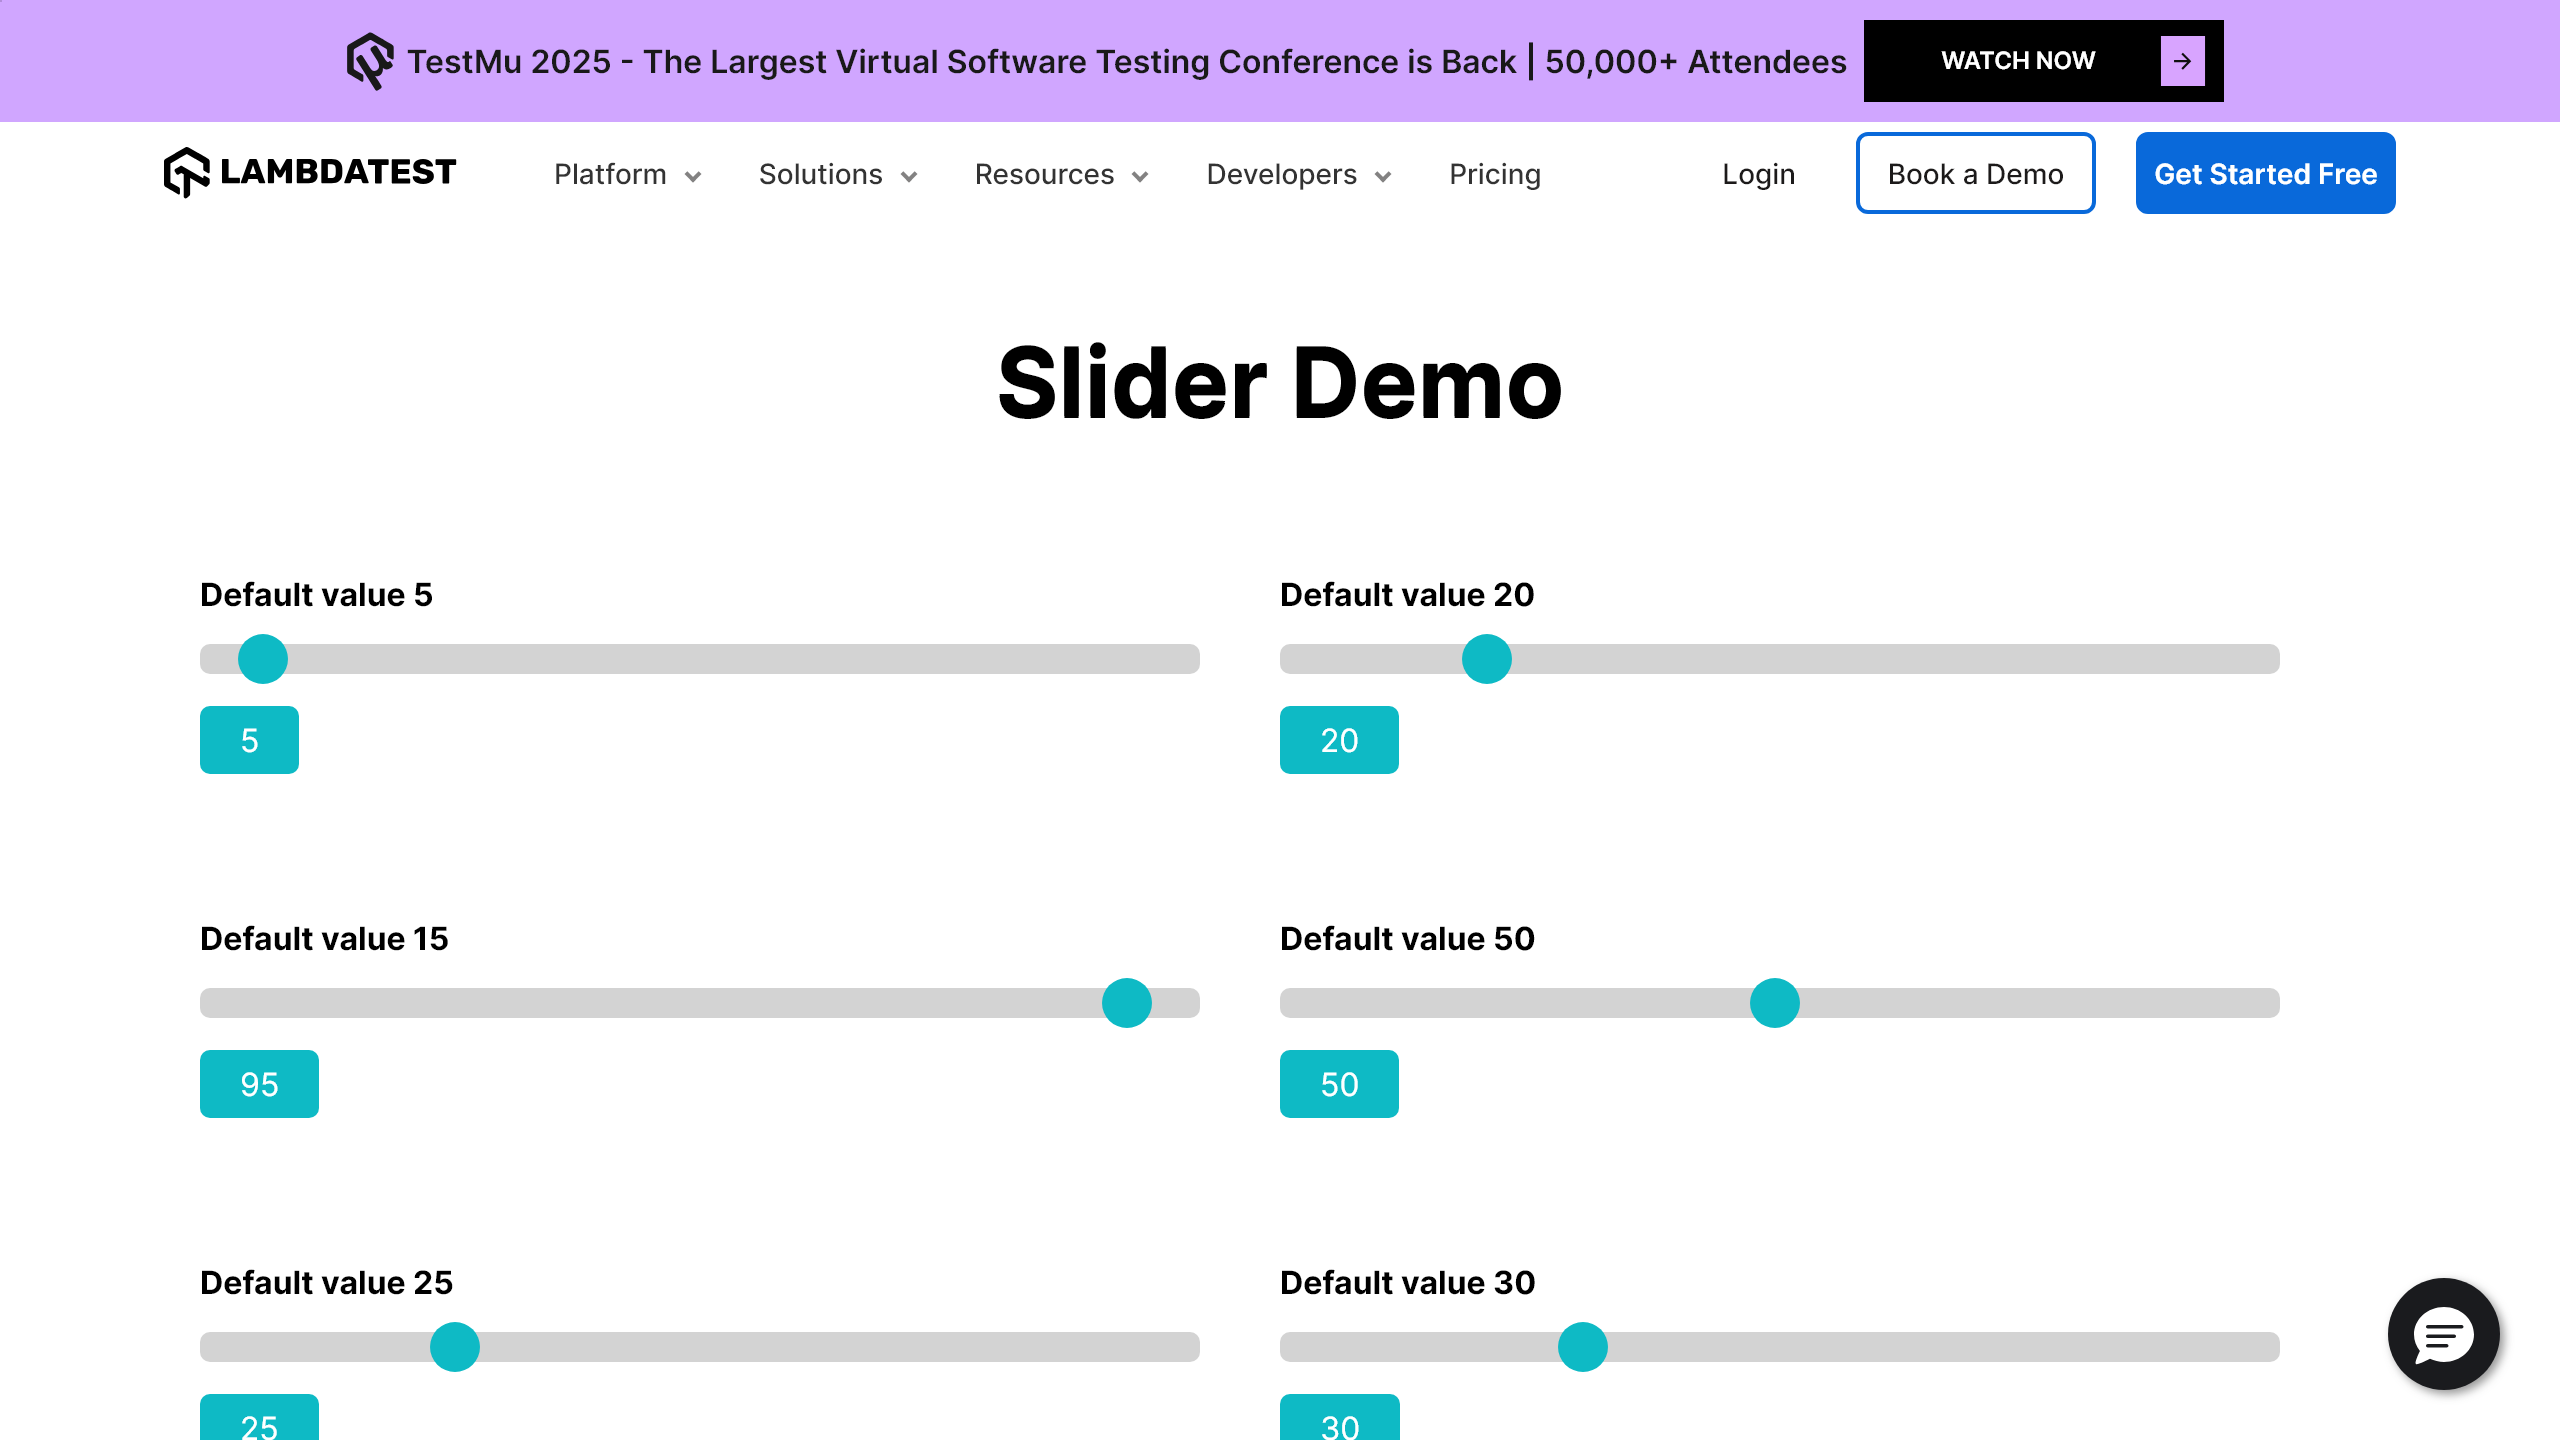 TestMu 2025 - The Largest Virtual Software Testing Conference is Back | 50,000+ Attendees WATCH NOW
LAMBDATEST Platform Solutions Resources Developers Pricing Login Book a Demo Get Started Free
Slider Demo
Default value 5
5
Default value 20
20
Default value 15
95
Default value 50
50
Default value 25
25
Default value 30
30